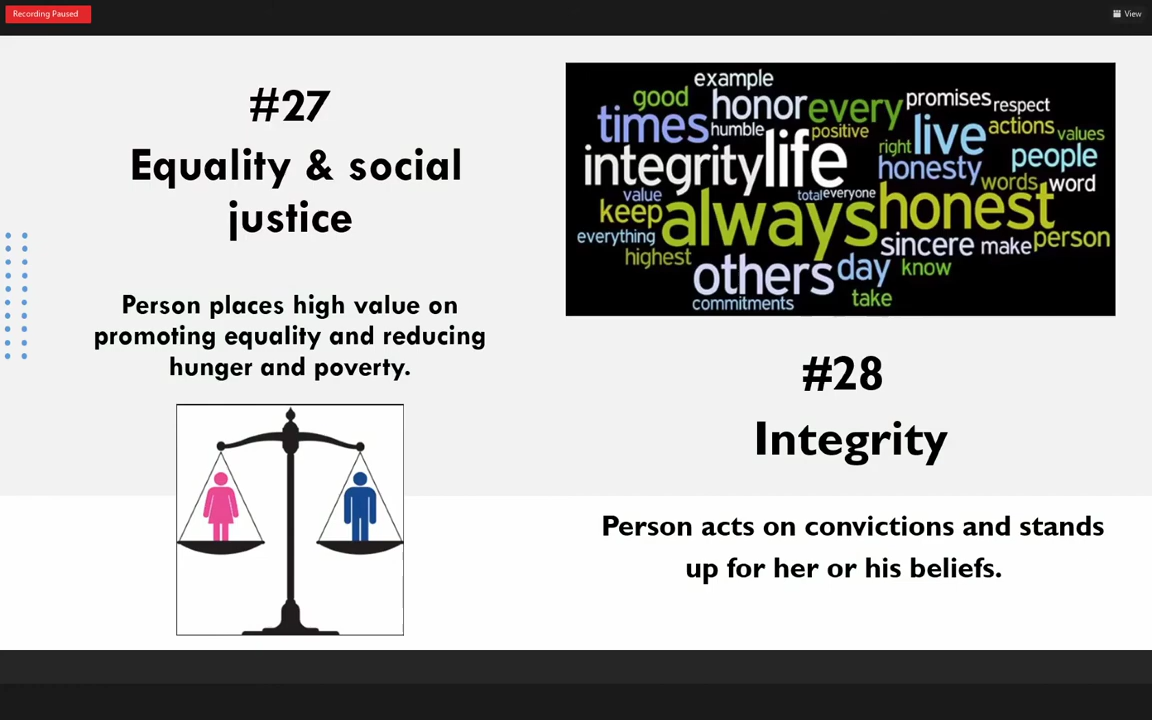 Recording Paused
View
#27
Equality & social
justice
Person places high value on
promoting equality and reducing
hunger and poverty.
example
good honor every promises respect
times humble positive right live actions values
integrity life honesty people
value total everyone words word
keep always honest
everything sincere make person
highest others day know
commitments take
#28
Integrity
Person acts on convictions and stands
up for her or his beliefs.